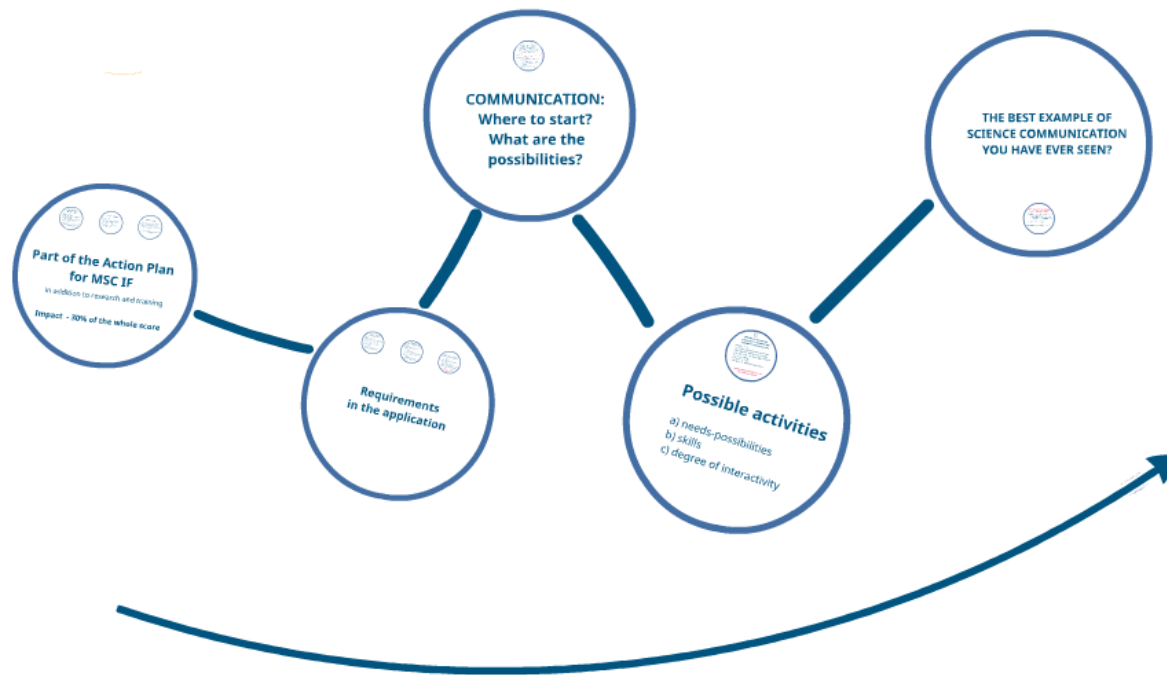 Part of the Action Plan
for MSC IF
in addition to research and training
Impact - 30% of the whole score
Requirements
in the application
COMMUNICATION:
Where to start?
What are the
possibilities?
Possible activities
a) needs-possibilities
b) skills
c) degree of interactivity
THE BEST EXAMPLE OF
SCIENCE COMMUNICATION
YOU HAVE EVER SEEN?